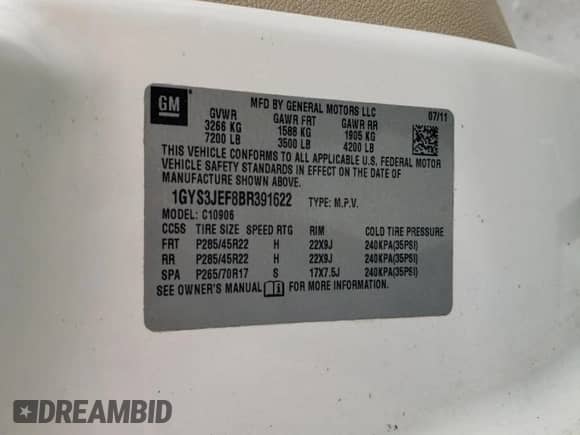 GM
MFD BY GENERAL MOTORS LLC
07/11
GVWR GAWR FRT GAWR RR
3266 KG 1588 KG 1905 KG
7200 LB 3500 LB 4200 LB
THIS VEHICLE CONFORMS TO ALL APPLICABLE U.S. FEDERAL MOTOR
VEHICLE SAFETY STANDARDS IN EFFECT ON THE DATE OF
MANUFACTURE SHOWN ABOVE.
1GYS3JEF8BR391622 TYPE: M.P.V.
MODEL: C10906
CC5S TIRE SIZE SPEED RTG RIM COLD TIRE PRESSURE
FRT P285/45R22 H 22X9J 240KPA(35PSI)
RR P285/45R22 H 22X9J 240KPA(35PSI)
SPA P265/70R17 S 17X7.5J 240KPA(35PSI)
SEE OWNER'S MANUAL FOR MORE INFORMATION.
DREAMBID